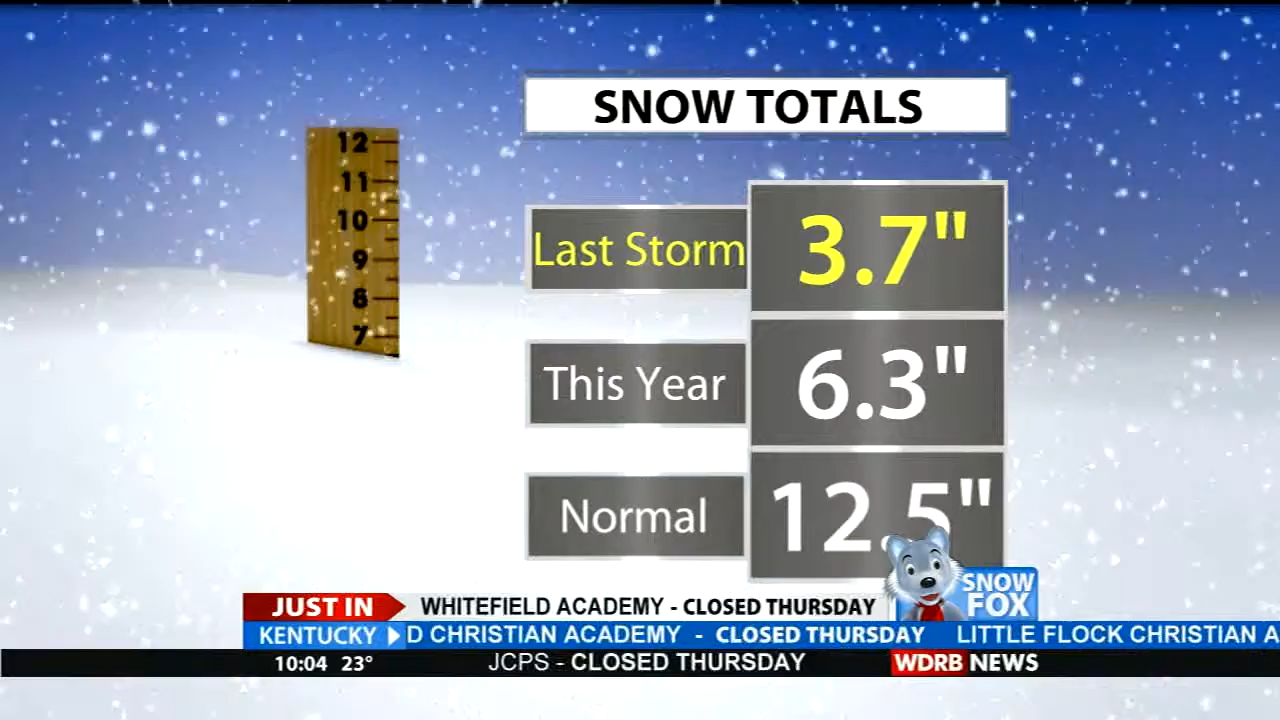 SNOW TOTALS
12
11
10
9
8
7
Last Storm 3.7"
This Year 6.3"
Normal 12.5"
SNOW
FOX
JUST IN WHITEFIELD ACADEMY - CLOSED THURSDAY
KENTUCKY D CHRISTIAN ACADEMY - CLOSED THURSDAY LITTLE FLOCK CHRISTIAN A
10:04 23° JCPS - CLOSED THURSDAY WDRB NEWS